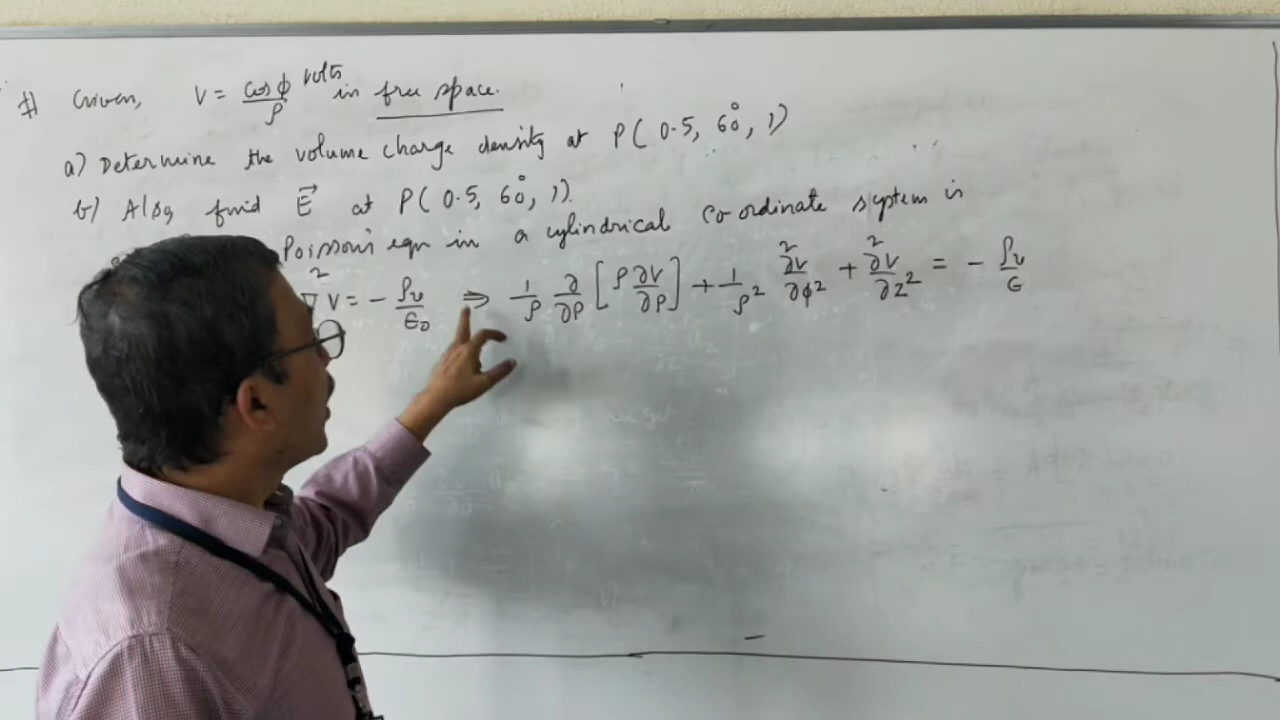 #) Given, V = cosφ/ρ volts in free space.
a) Determine the volume charge density at P( 0.5, 60°, 1)
b) Also find E⃗ at P( 0.5, 60°, 1).
Poisson's eqn in a cylindrical co-ordinate system is
∇²V = - ρv/ϵ0 ⇒ 1/ρ ∂/∂ρ [ρ ∂V/∂ρ] + 1/ρ² ∂²V/∂φ² + ∂²V/∂z² = - ρv/ϵ